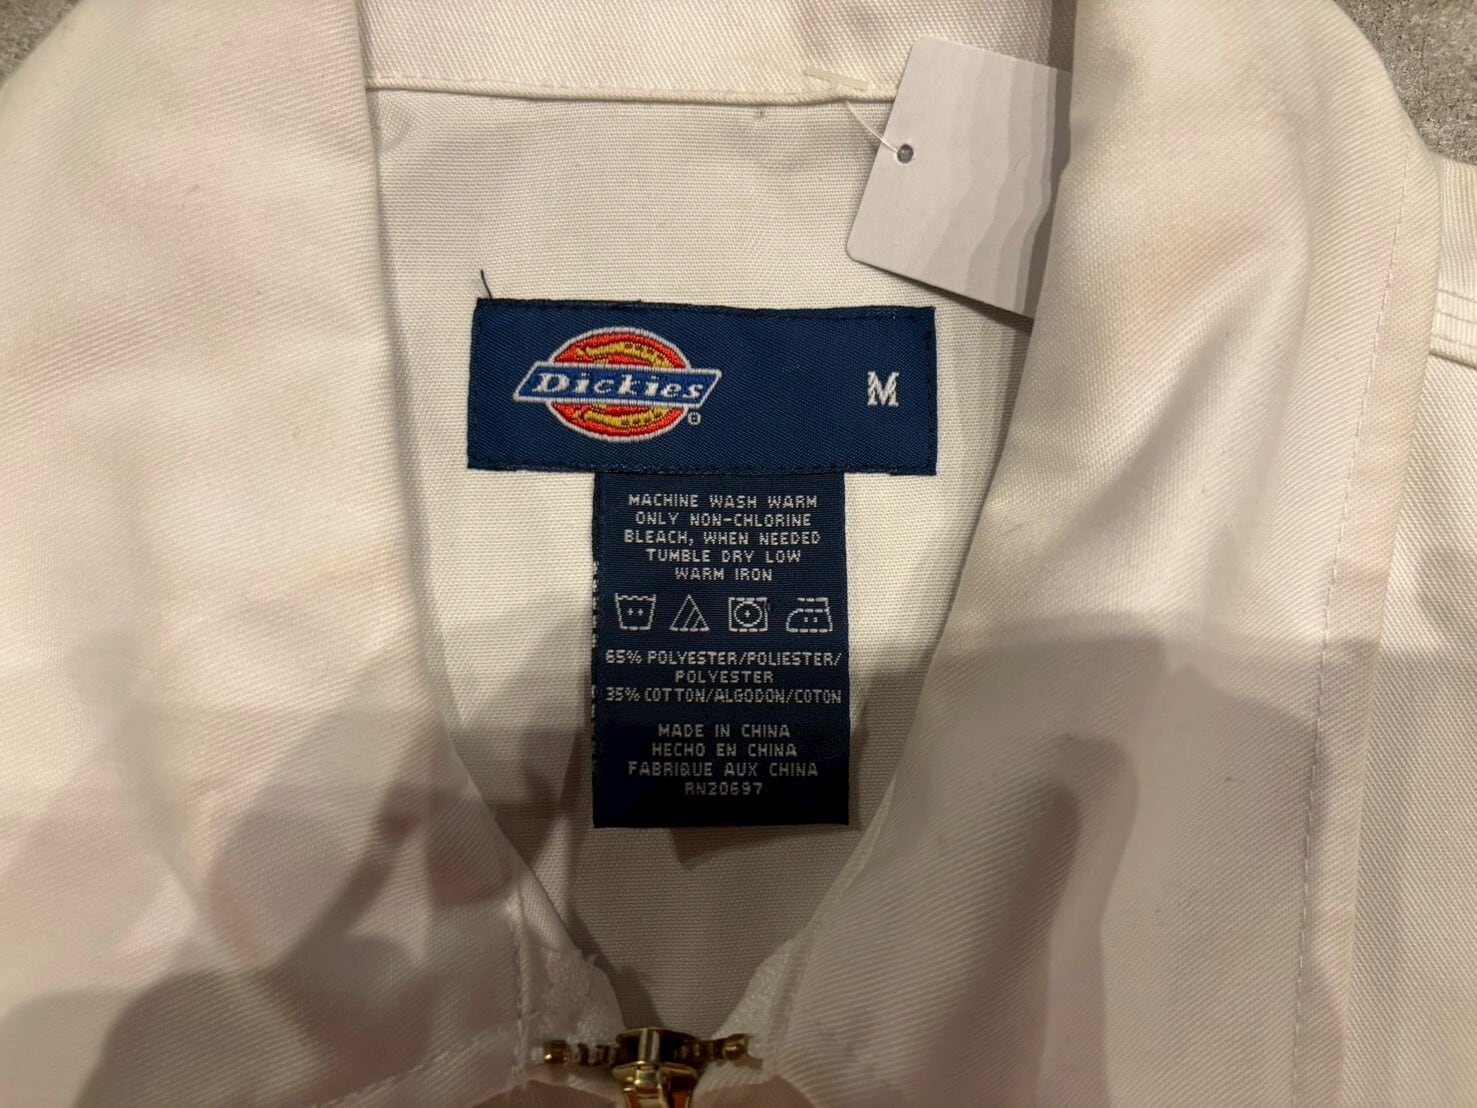 Dickies®
M
MACHINE WASH WARM
ONLY NON-CHLORINE
BLEACH, WHEN NEEDED
TUMBLE DRY LOW
WARM IRON
65% POLYESTER/POLIESTER/
POLYESTER
35% COTTON/ALGODON/COTON
MADE IN CHINA
HECHO EN CHINA
FABRIQUE AUX CHINA
RN20697